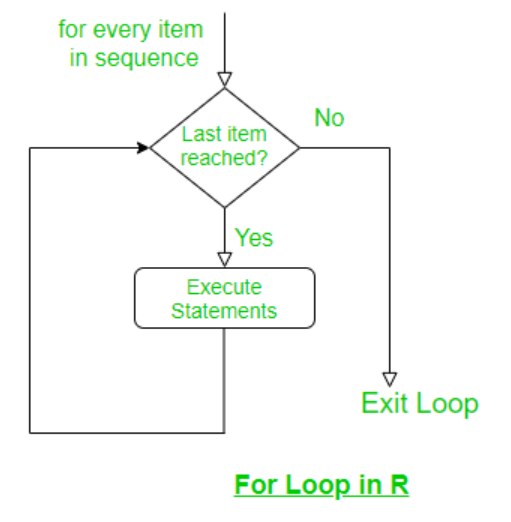 for every item
in sequence
Last item
reached?
No
Yes
Execute
Statements
Exit Loop
For Loop in R